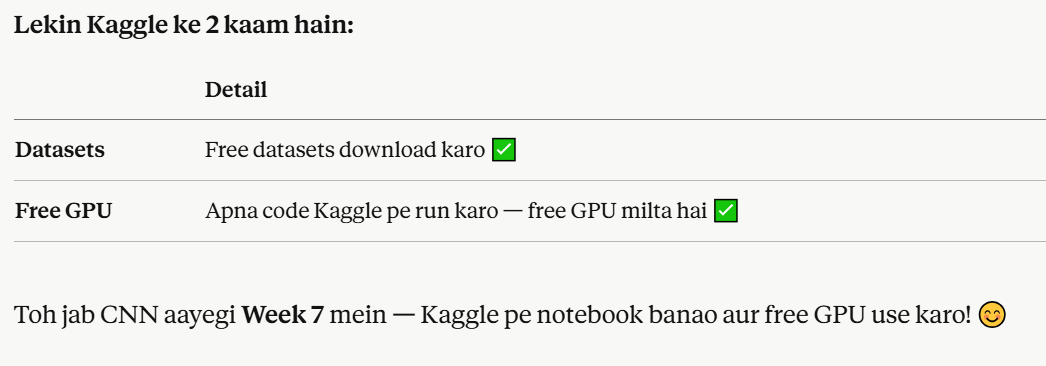 Lekin Kaggle ke 2 kaam hain:
Detail
Datasets Free datasets download karo ✅
Free GPU Apna code Kaggle pe run karo — free GPU milta hai ✅
Toh jab CNN aayegi Week 7 mein — Kaggle pe notebook banao aur free GPU use karo! 😊